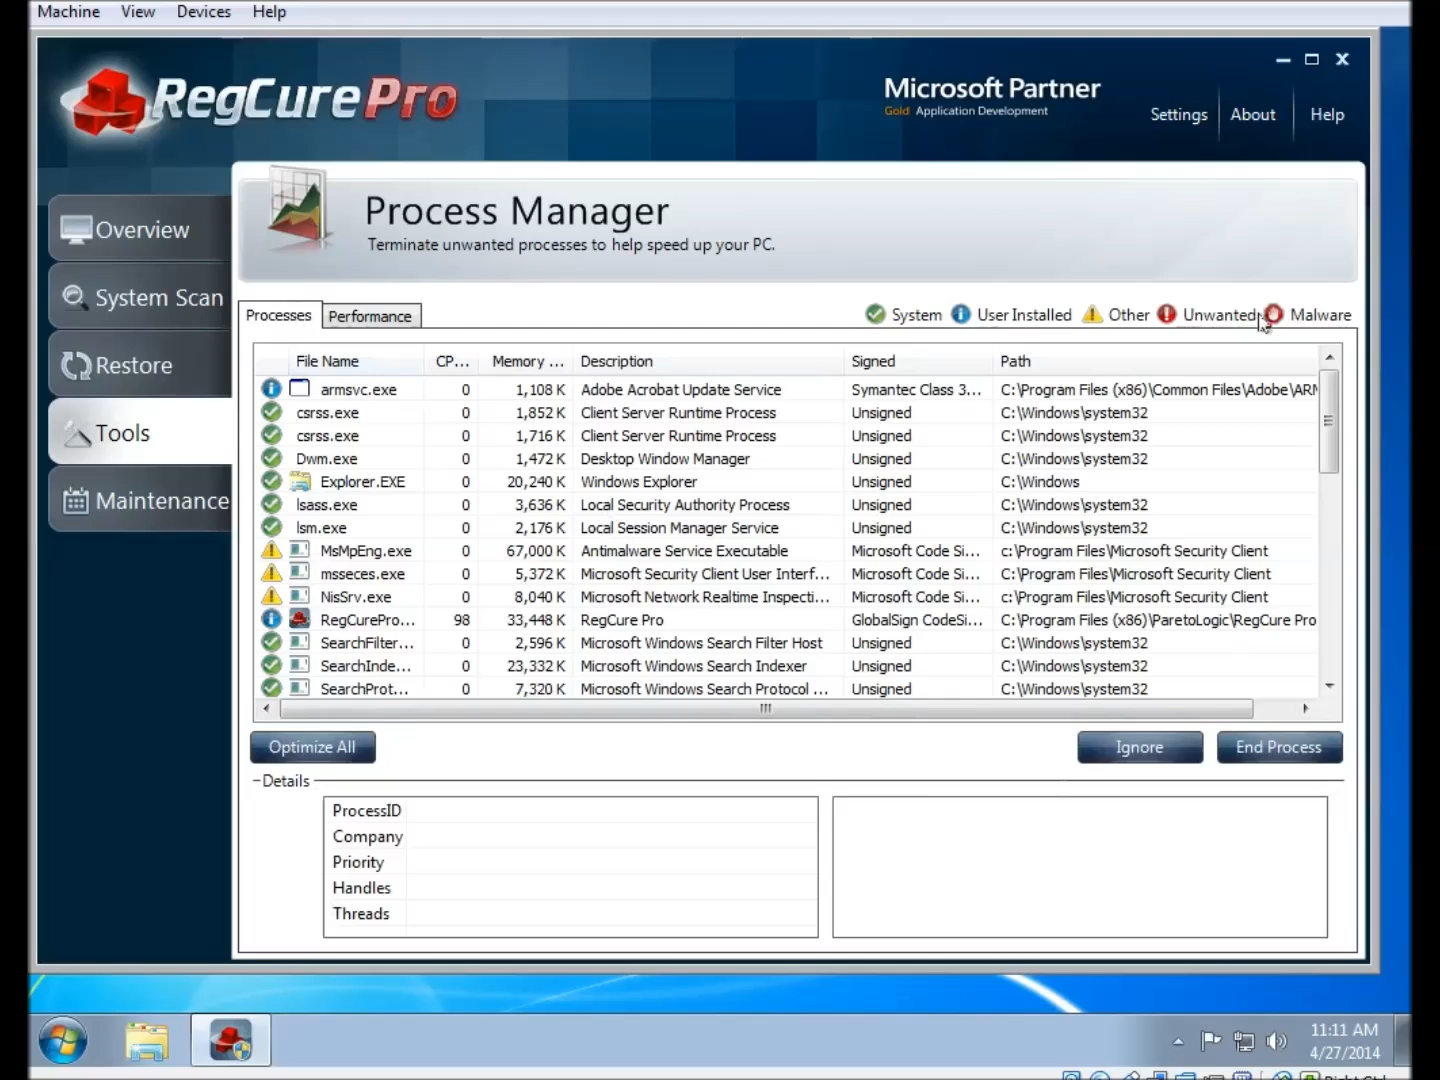 Machine View Devices Help
RegCure Pro
Microsoft Partner
Gold Application Development
Settings About Help
Overview
System Scan
Restore
Tools
Maintenance
Process Manager
Terminate unwanted processes to help speed up your PC.
Processes Performance
System User Installed Other Unwanted Malware
File Name CP... Memory ... Description Signed Path
armsvc.exe 0 1,108 K Adobe Acrobat Update Service Symantec Class 3... C:\Program Files (x86)\Common Files\Adobe\ARM
csrss.exe 0 1,852 K Client Server Runtime Process Unsigned C:\Windows\system32
csrss.exe 0 1,716 K Client Server Runtime Process Unsigned C:\Windows\system32
Dwm.exe 0 1,472 K Desktop Window Manager Unsigned C:\Windows\system32
Explorer.EXE 0 20,240 K Windows Explorer Unsigned C:\Windows
lsass.exe 0 3,636 K Local Security Authority Process Unsigned C:\Windows\system32
lsm.exe 0 2,176 K Local Session Manager Service Unsigned C:\Windows\system32
MsMpEng.exe 0 67,000 K Antimalware Service Executable Microsoft Code Si... c:\Program Files\Microsoft Security Client
msseces.exe 0 5,372 K Microsoft Security Client User Interf... Microsoft Code Si... C:\Program Files\Microsoft Security Client
NisSrv.exe 0 8,040 K Microsoft Network Realtime Inspecti... Microsoft Code Si... c:\Program Files\Microsoft Security Client
RegCurePro... 98 33,448 K RegCure Pro GlobalSign CodeSi... C:\Program Files (x86)\ParetoLogic\RegCure Pro
SearchFilter... 0 2,596 K Microsoft Windows Search Filter Host Unsigned C:\Windows\system32
SearchInde... 0 23,332 K Microsoft Windows Search Indexer Unsigned C:\Windows\system32
SearchProt... 0 7,320 K Microsoft Windows Search Protocol ... Unsigned C:\Windows\system32
Optimize All Ignore End Process
Details
ProcessID
Company
Priority
Handles
Threads
11:11 AM
4/27/2014